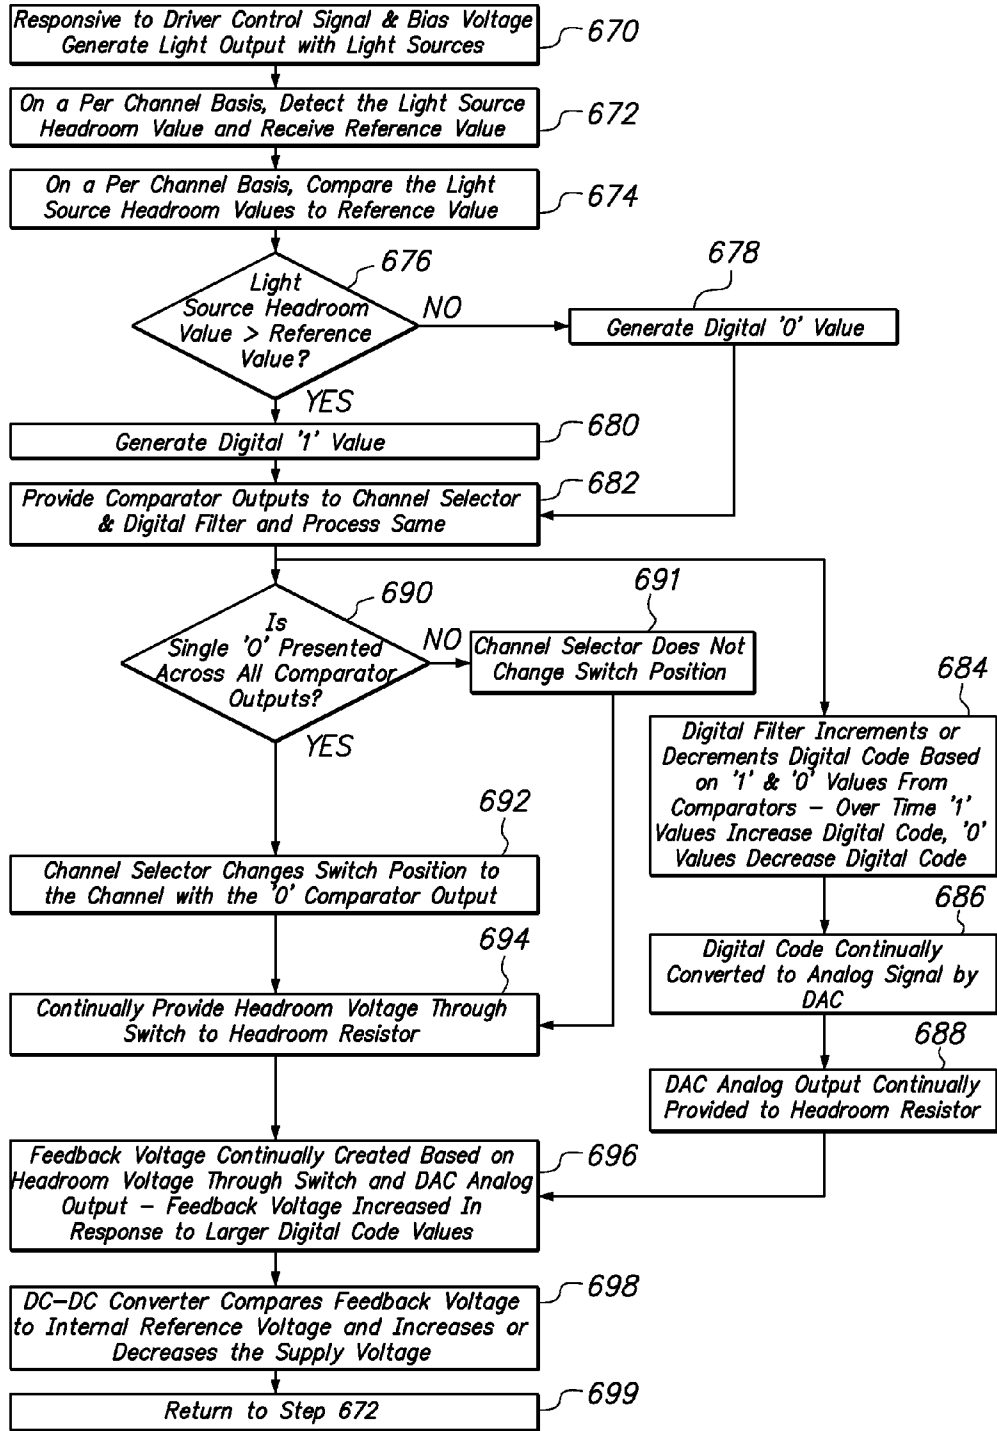 Responsive to Driver Control Signal & Bias Voltage
Generate Light Output with Light Sources
670
On a Per Channel Basis, Detect the Light Source
Headroom Value and Receive Reference Value
672
On a Per Channel Basis, Compare the Light
Source Headroom Values to Reference Value
674
676
Light
Source Headroom
Value > Reference
Value?
NO
678
Generate Digital '0' Value
YES
Generate Digital '1' Value
680
Provide Comparator Outputs to Channel Selector
& Digital Filter and Process Same
682
690
Is
Single '0' Presented
Across All Comparator
Outputs?
NO
691
Channel Selector Does Not
Change Switch Position
YES
684
Digital Filter Increments or
Decrements Digital Code Based
on '1' & '0' Values From
Comparators – Over Time '1'
Values Increase Digital Code, '0'
Values Decrease Digital Code
692
Channel Selector Changes Switch Position to
the Channel with the '0' Comparator Output
686
Digital Code Continually
Converted to Analog Signal by
DAC
694
Continually Provide Headroom Voltage Through
Switch to Headroom Resistor
688
DAC Analog Output Continually
Provided to Headroom Resistor
Feedback Voltage Continually Created Based on
Headroom Voltage Through Switch and DAC Analog
Output – Feedback Voltage Increased In
Response to Larger Digital Code Values
696
DC–DC Converter Compares Feedback Voltage
to Internal Reference Voltage and Increases or
Decreases the Supply Voltage
698
Return to Step 672
699